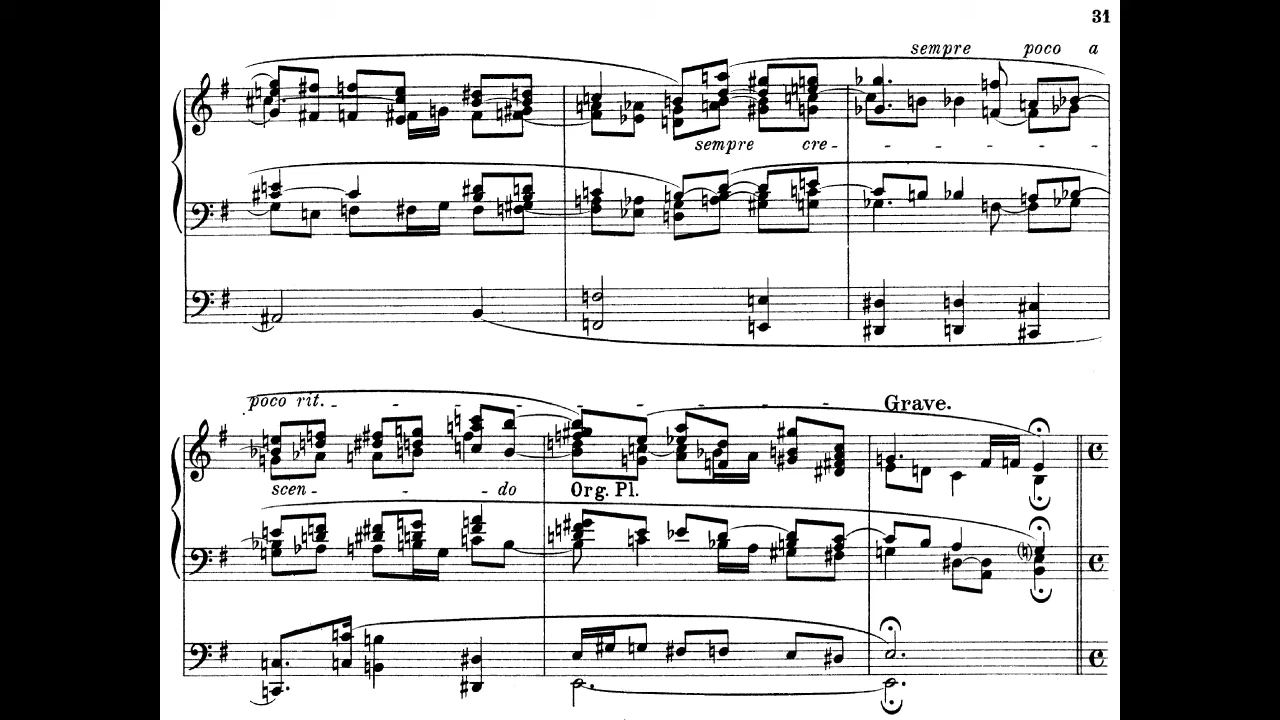 31
sempre poco a
sempre cre-
poco rit. Grave.
scen- do Org. Pl.